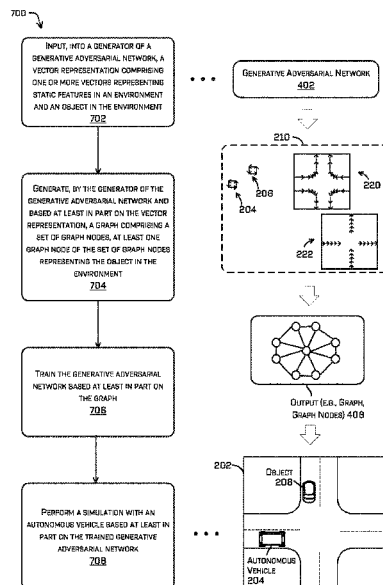 700
INPUT, INTO A GENERATOR OF A
GENERATIVE ADVERSARIAL NETWORK, A
VECTOR REPRESENTATION COMPRISING
ONE OR MORE VECTORS REPRESENTING
STATIC FEATURES IN AN ENVIRONMENT
AND AN OBJECT IN THE ENVIRONMENT
702
GENERATIVE ADVERSARIAL NETWORK
402
210
206
204
220
222
GENERATE, BY THE GENERATOR OF THE
GENERATIVE ADVERSARIAL NETWORK AND
BASED AT LEAST IN PART ON THE VECTOR
REPRESENTATION, A GRAPH COMPRISING A
SET OF GRAPH NODES, AT LEAST ONE
GRAPH NODE OF THE SET OF GRAPH NODES
REPRESENTING THE OBJECT IN THE
ENVIRONMENT
704
TRAIN THE GENERATIVE ADVERSARIAL
NETWORK BASED AT LEAST IN PART ON
THE GRAPH
706
OUTPUT (E.G., GRAPH,
GRAPH NODES) 408
PERFORM A SIMULATION WITH AN
AUTONOMOUS VEHICLE BASED AT LEAST
IN PART ON THE TRAINED GENERATIVE
ADVERSARIAL NETWORK
708
202
OBJECT
206
AUTONOMOUS
VEHICLE
204